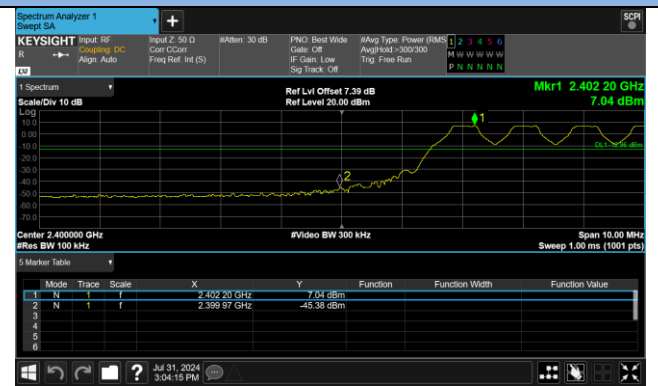 Spectrum Analyzer 1
Swept SA
+
SCPI
KEYSIGHT Input: RF Input Z: 50 Ω #Atten: 30 dB PNO: Best Wide #Avg Type: Power (RMS 1 2 3 4 5 6
R Coupling: DC Corr CCorr Gate: Off Avg|Hold:>300/300 M W W W W W
Align: Auto Freq Ref: Int (S) IF Gain: Low Trig: Free Run
LXI Sig Track: Off P N N N N N
1 Spectrum Ref Lvl Offset 7.39 dB Mkr1 2.402 20 GHz
Scale/Div 10 dB Ref Level 20.00 dBm 7.04 dBm
Log
10.0
0.00
-10.0
-20.0
-30.0
-40.0
-50.0
-60.0
-70.0
1
2
Center 2.400000 GHz #Video BW 300 kHz Span 10.00 MHz
#Res BW 100 kHz Sweep 1.00 ms (1001 pts)
5 Marker Table
Mode Trace Scale X Y Function Function Width Function Value
1 N 1 f 2.402 20 GHz 7.04 dBm
2 N 1 f 2.399 97 GHz -45.38 dBm
3
4
5
6
? Jul 31, 2024
3:04:15 PM